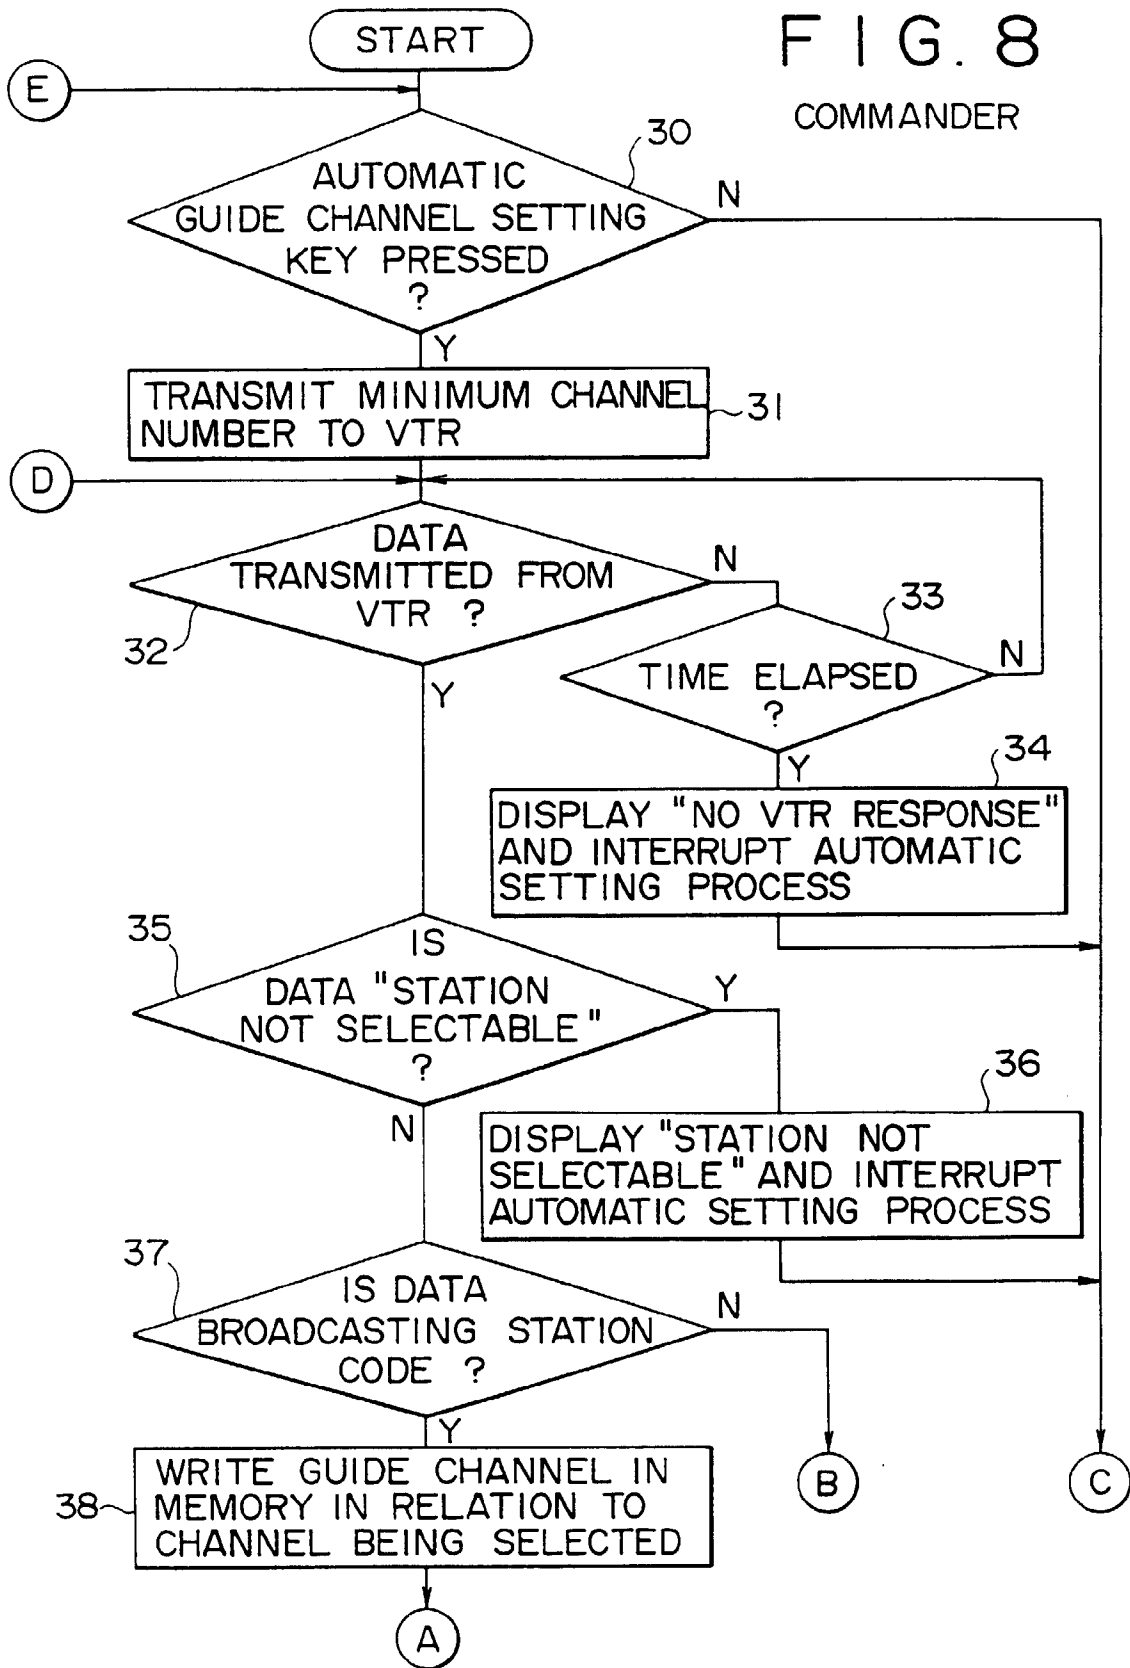 FIG. 8
COMMANDER
START
E
30
AUTOMATIC
GUIDE CHANNEL SETTING
KEY PRESSED
?
N
Y
TRANSMIT MINIMUM CHANNEL
NUMBER TO VTR
31
D
DATA
TRANSMITTED FROM
VTR ?
N
32
Y
33
TIME ELAPSED
?
N
Y
34
DISPLAY "NO VTR RESPONSE"
AND INTERRUPT AUTOMATIC
SETTING PROCESS
35
IS
DATA "STATION
NOT SELECTABLE"
?
Y
N
36
DISPLAY "STATION NOT
SELECTABLE" AND INTERRUPT
AUTOMATIC SETTING PROCESS
37
IS DATA
BROADCASTING STATION
CODE ?
N
Y
38
WRITE GUIDE CHANNEL IN
MEMORY IN RELATION TO
CHANNEL BEING SELECTED
B
C
A